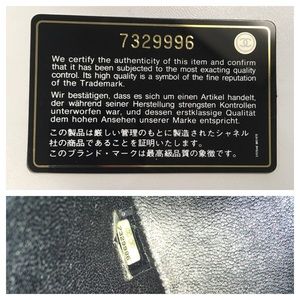 7329996
We certify the authenticity of this item and confirm
that it has been subjected to the most exacting quality
control. Its high quality is a symbol of the fine reputation
of the Trademark.
Wir bestätigen, dass es sich um einen Artikel handelt,
der während seiner Herstellung strengsten Kontrollen
unterworfen war, und dessen erstklassige Qualität
dem hohen Ansehen unserer Marke entspricht.
この製品は厳しい管理のもとに製造されたシャネル
社の商品であることを証明いたします。
このブランド・マークは最高級品質の象徴です。
7329996